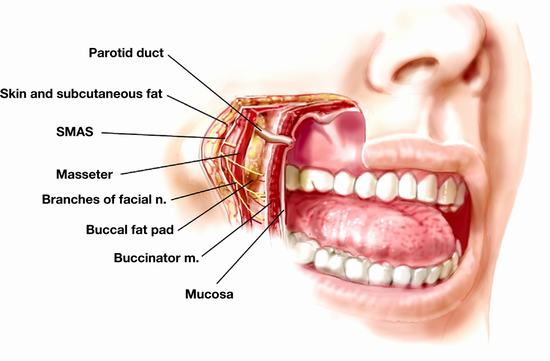 Parotid duct
Skin and subcutaneous fat
SMAS
Masseter
Branches of facial n.
Buccal fat pad
Buccinator m.
Mucosa